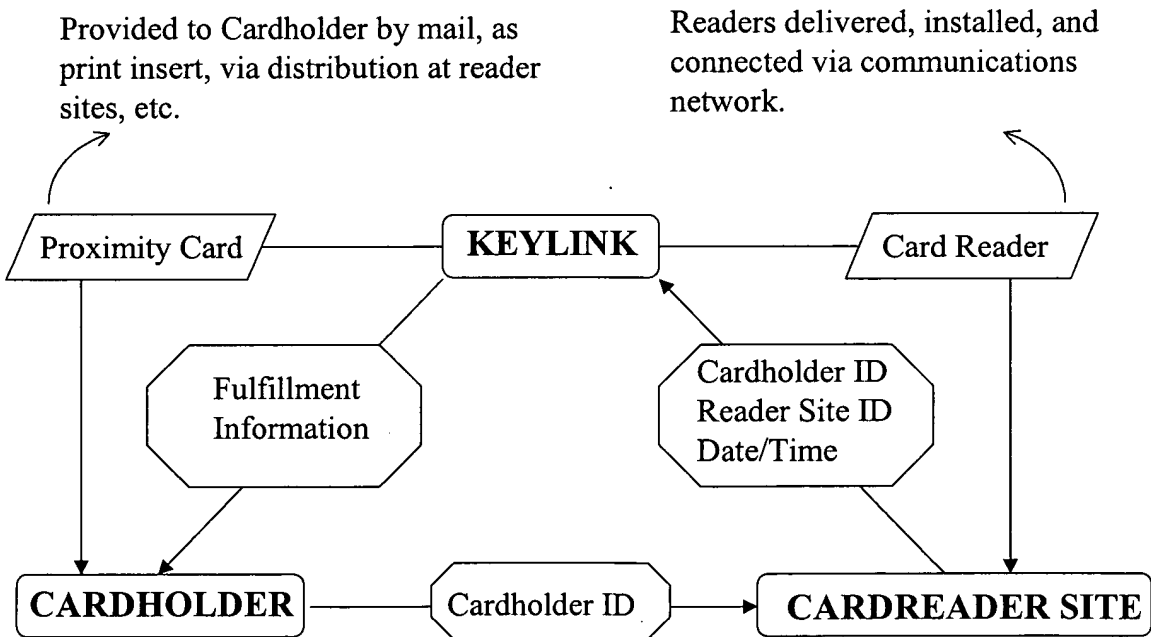 Provided to Cardholder by mail, as
print insert, via distribution at reader
sites, etc.
Readers delivered, installed, and
connected via communications
network.
Proximity Card
KEYLINK
Card Reader
Fulfillment
Information
Cardholder ID
Reader Site ID
Date/Time
CARDHOLDER
Cardholder ID
CARDREADER SITE